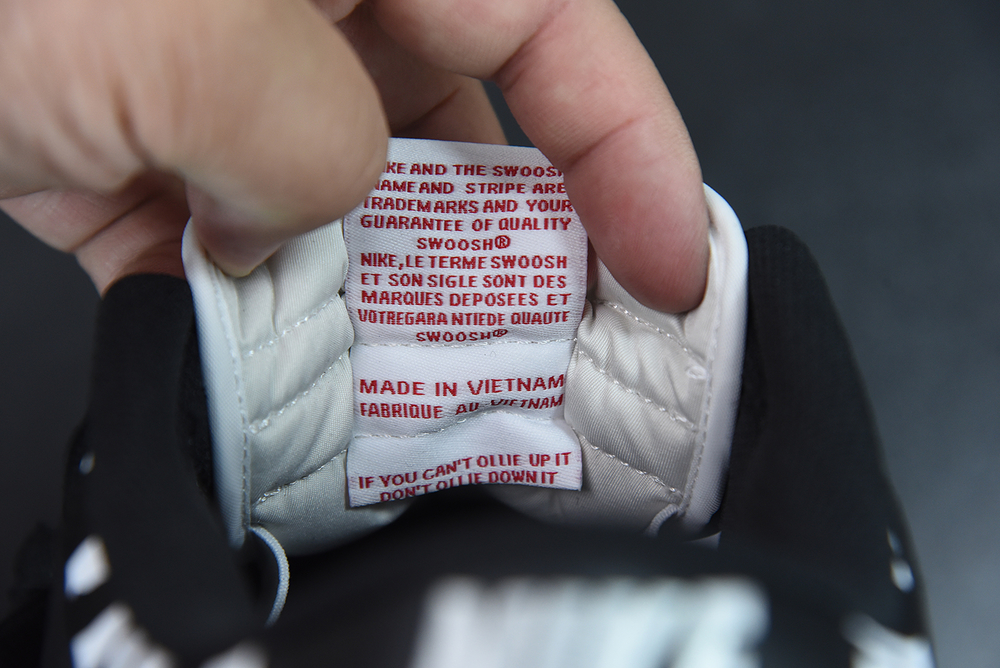 KE AND THE SWOOSH
NAME AND STRIPE ARE
TRADEMARKS AND YOUR
GUARANTEE OF QUALITY
SWOOSH®
NIKE, LE TERME SWOOSH
ET SON SIGLE SONT DES
MARQUES DEPOSEES ET
VOTREGARA NTIEDE QUAUTE
SWOOSH®
MADE IN VIETNAM
FABRIQUE AU VIETNAM
IF YOU CAN'T OLLIE UP IT
DON'T OLLIE DOWN IT